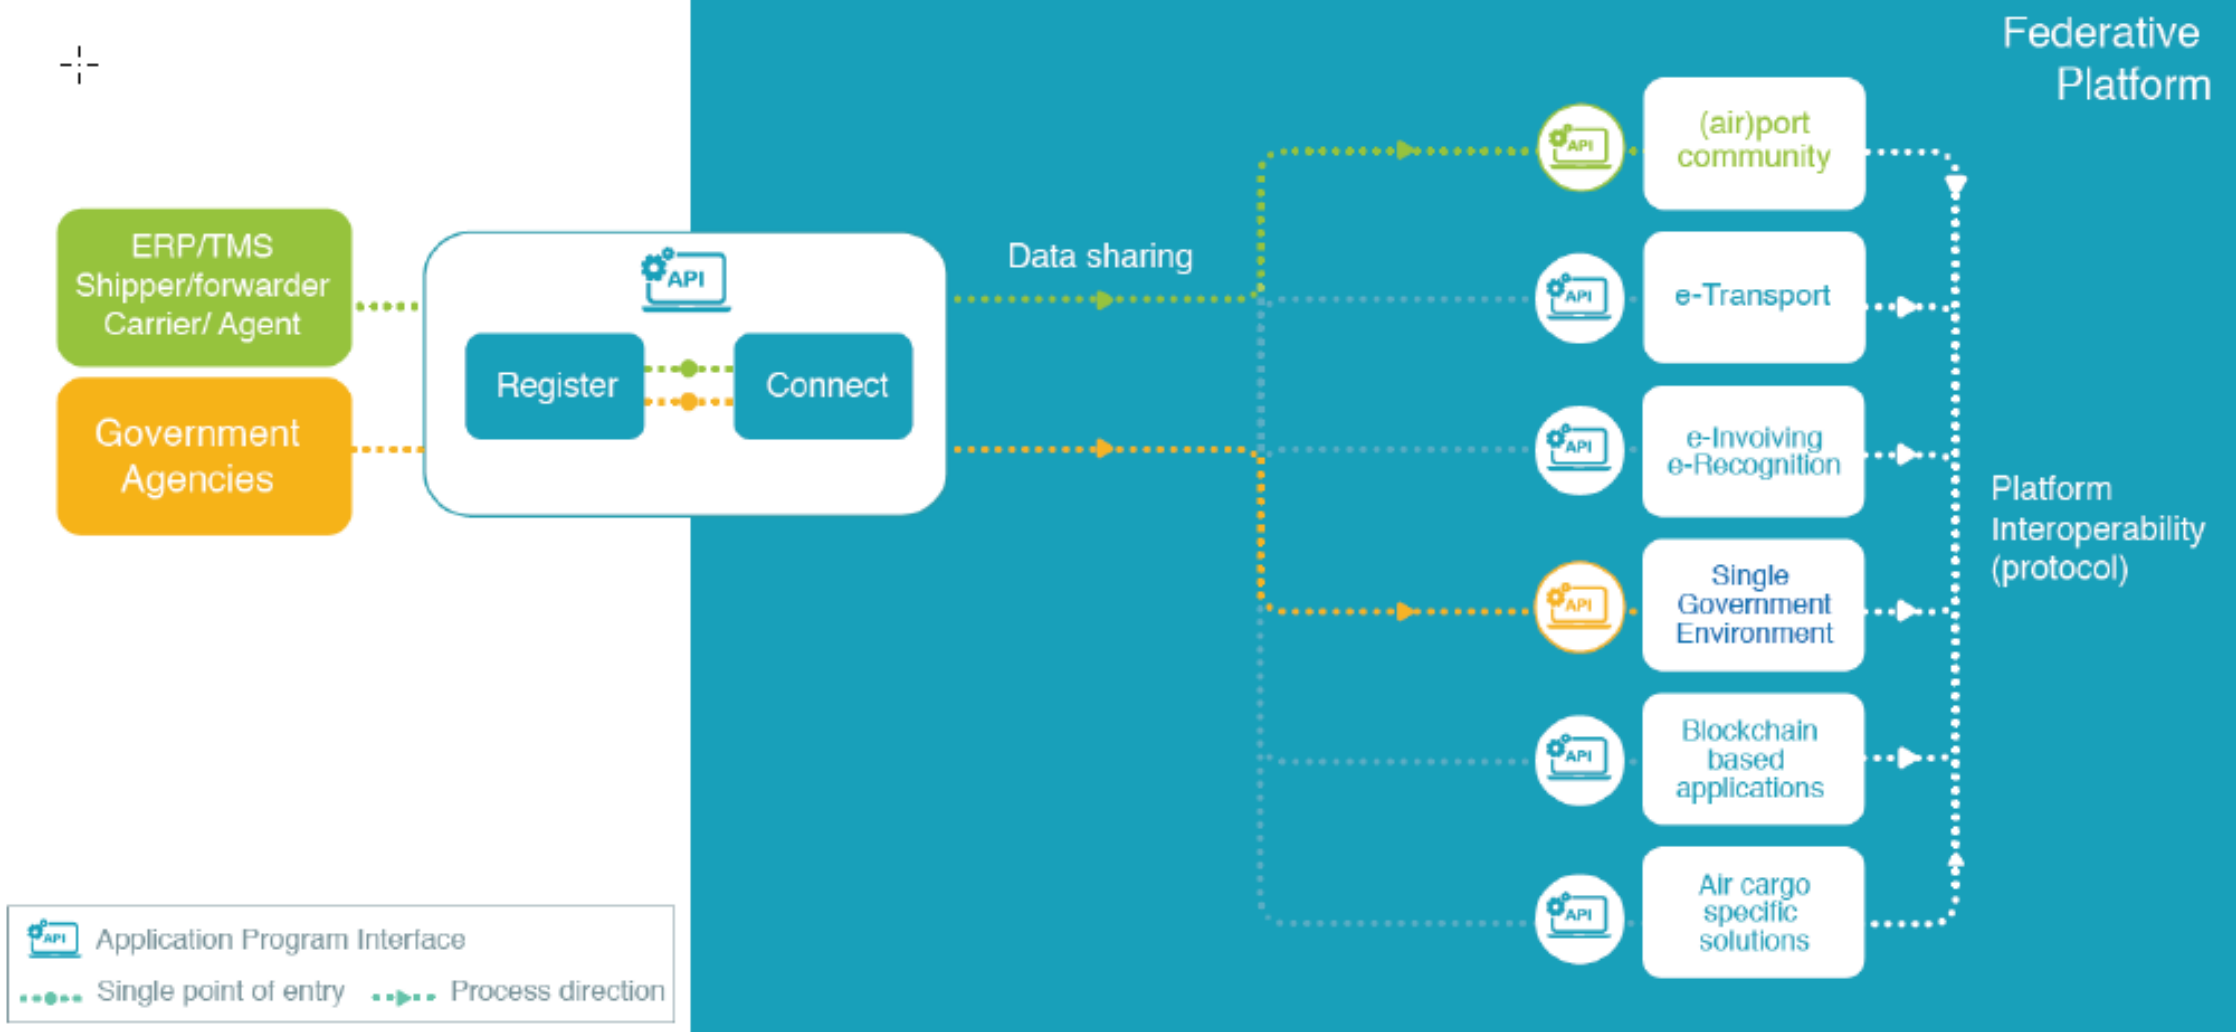 Federative
Platform
ERP/TMS
Shipper/forwarder
Carrier/ Agent
Government
Agencies
API
Register
Connect
Data sharing
API
(air)port
community
API
e-Transport
API
e-Invoiving
e-Recognition
API
Single
Government
Environment
API
Blockchain
based
applications
API
Air cargo
specific
solutions
Platform
Interoperability
(protocol)
API
Application Program Interface
Single point of entry
Process direction